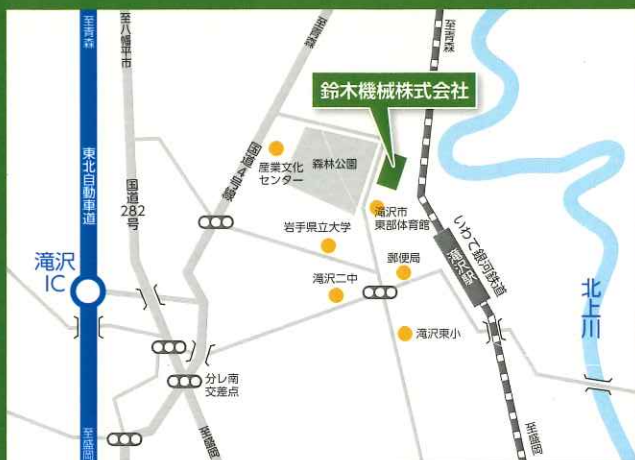 至青森
至八幡平市
至青森
至青森
鈴木機械株式会社
国道4号線
産業文化
センター
森林公園
東北自動車道
国道
282
号
滝沢市
東部体育館
岩手県立大学
いわて銀河鉄道
滝沢駅
郵便局
滝沢
IC
滝沢二中
北上川
滝沢東小
分レ南
交差点
至盛岡
至盛岡
至盛岡